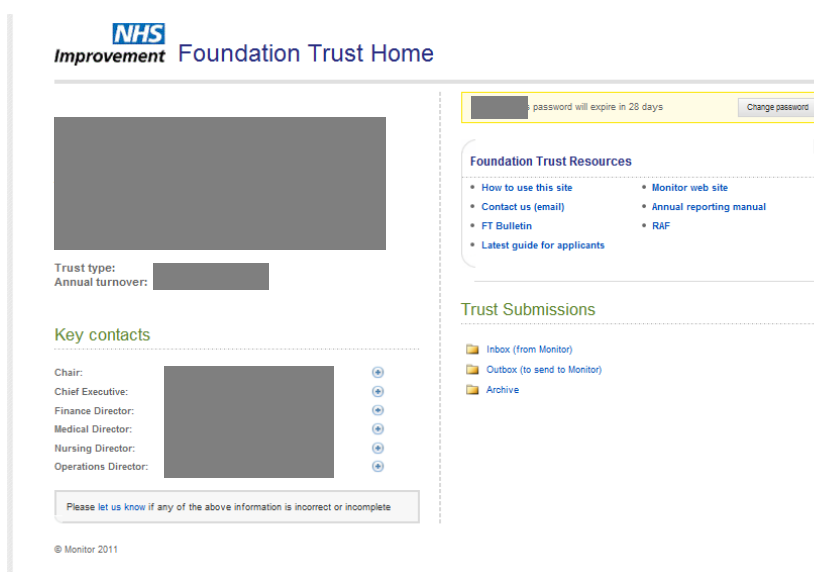 NHS
Improvement Foundation Trust Home
Trust type:
Annual turnover:
Key contacts
Chair:
Chief Executive:
Finance Director:
Medical Director:
Nursing Director:
Operations Director:
Please let us know if any of the above information is incorrect or incomplete
© Monitor 2011
s password will expire in 28 days
Change password
Foundation Trust Resources
• How to use this site
• Contact us (email)
• FT Bulletin
• Latest guide for applicants
• Monitor web site
• Annual reporting manual
• RAF
Trust Submissions
Inbox (from Monitor)
Outbox (to send to Monitor)
Archive